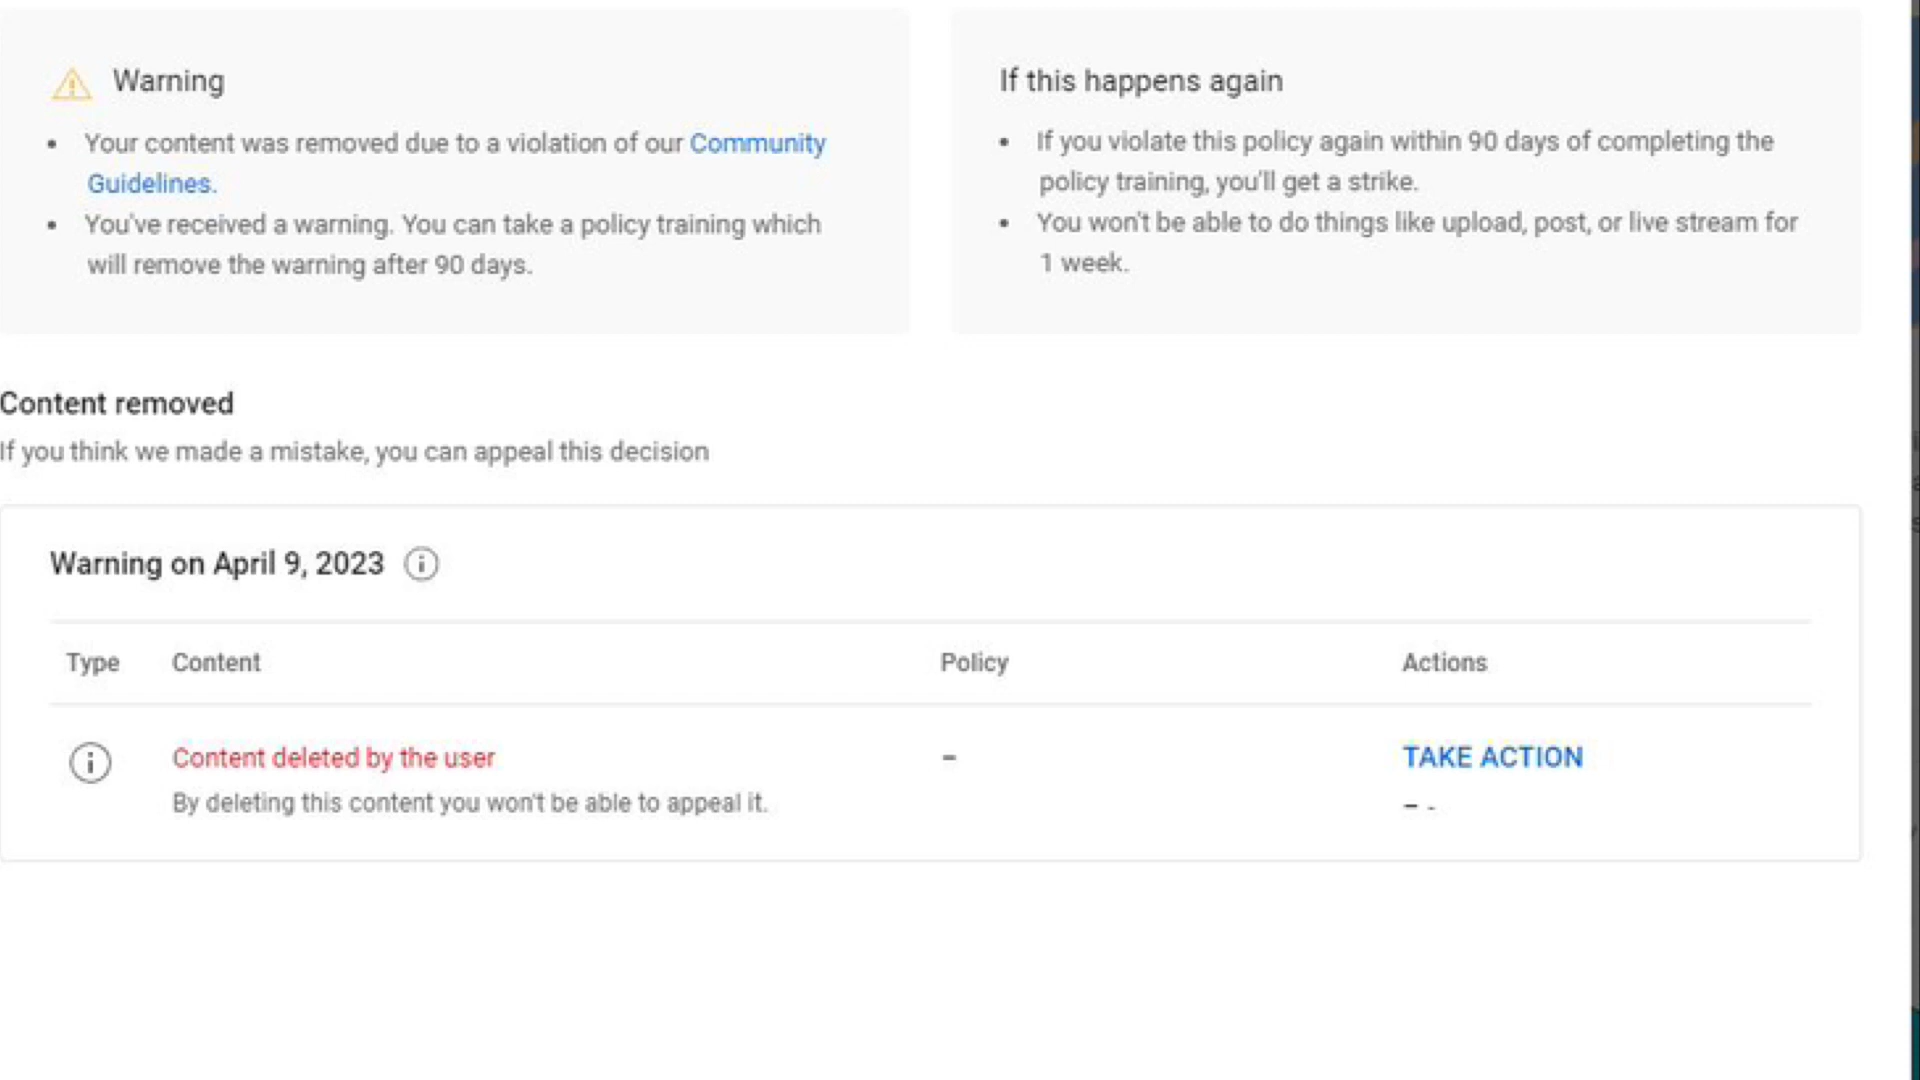 Warning
• Your content was removed due to a violation of our Community
Guidelines.
• You've received a warning. You can take a policy training which
will remove the warning after 90 days.
If this happens again
• If you violate this policy again within 90 days of completing the
policy training, you'll get a strike.
• You won't be able to do things like upload, post, or live stream for
1 week.
Content removed
If you think we made a mistake, you can appeal this decision
Warning on April 9, 2023
Type Content Policy Actions
Content deleted by the user – TAKE ACTION
By deleting this content you won't be able to appeal it. – -